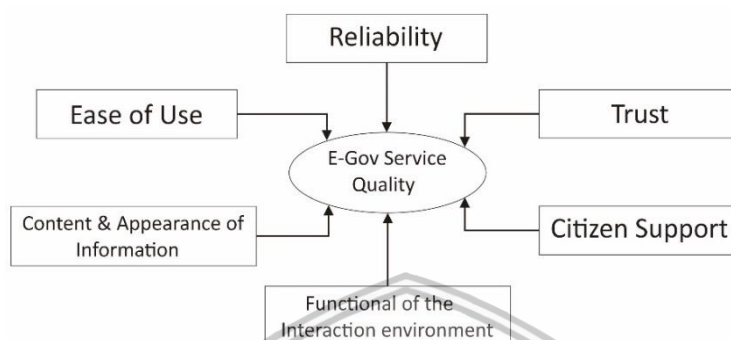 Reliability
Ease of Use
Trust
E-Gov Service
Quality
Content & Appearance of
Information
Citizen Support
Functional of the
Interaction environment